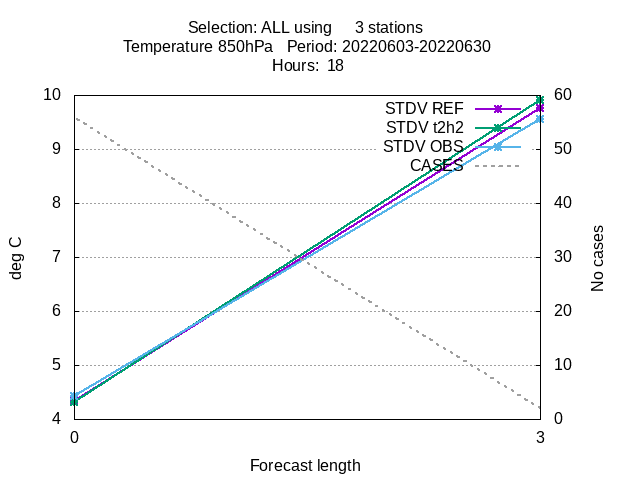 Selection: ALL using     3 stations
Temperature 850hPa   Period: 20220603-20220630
Hours: 18
STDV REF
STDV t2h2
STDV OBS
CASES
10
9
8
7
6
5
4
deg C
60
50
40
30
20
10
0
No cases
0
3
Forecast length